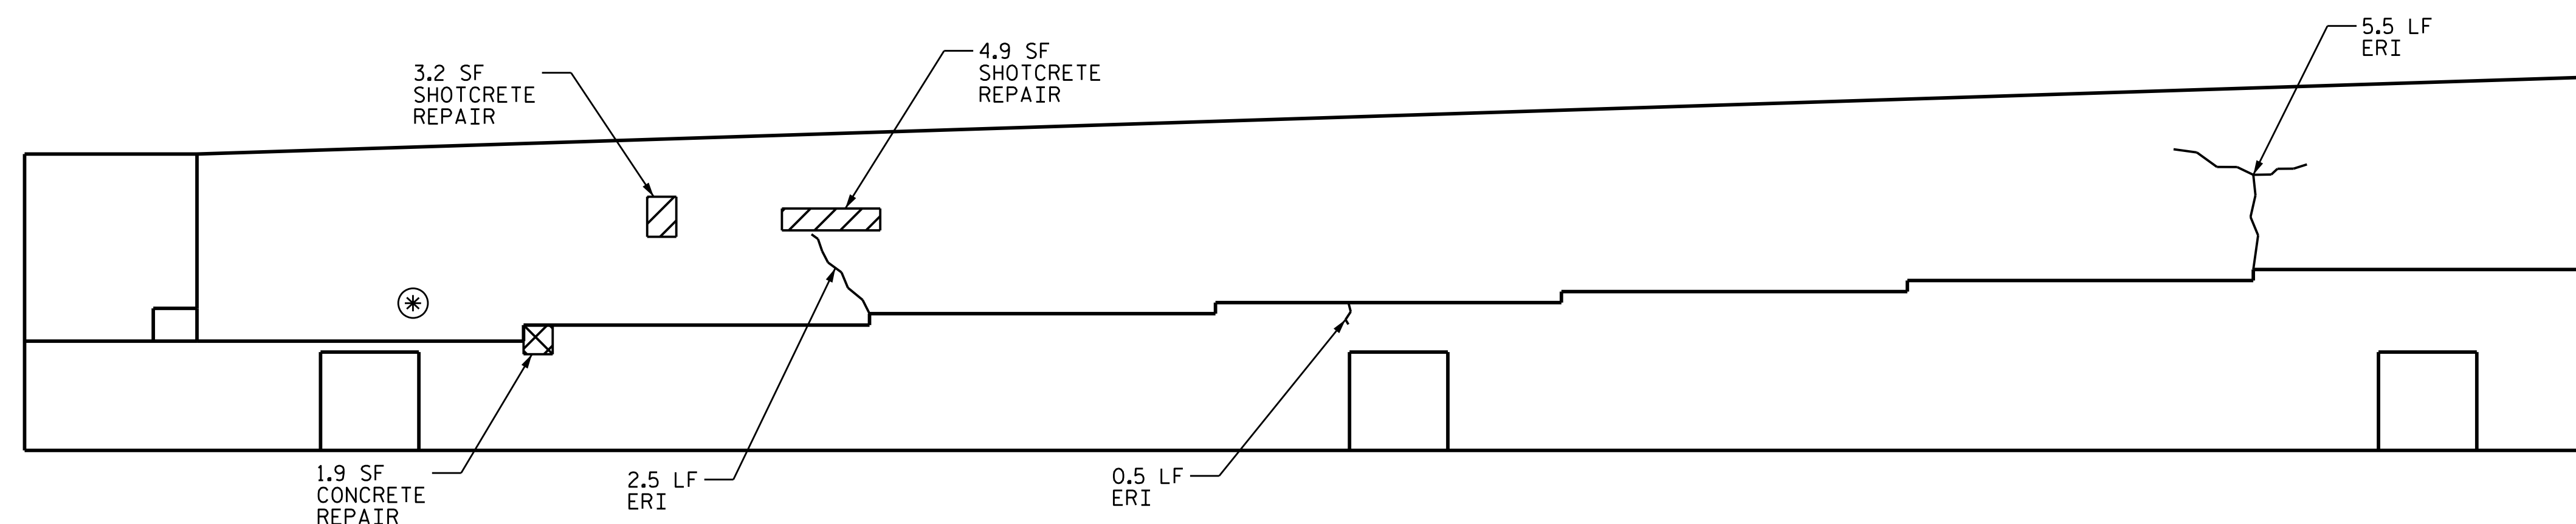 5.5 LF
ERI
4.9 SF
SHOTCRETE
REPAIR
3.2 SF
SHOTCRETE
REPAIR
1.9 SF
CONCRETE
REPAIR
2.5 LF
ERI
0.5 LF
ERI